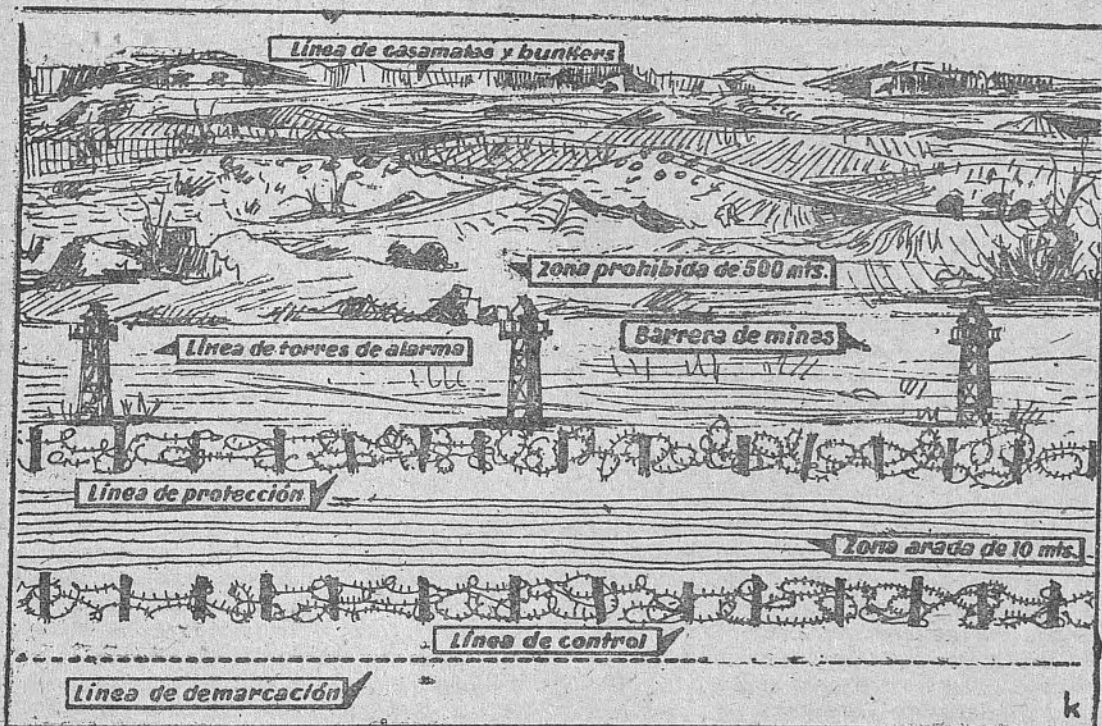 Línea de casamatas y bunkers
Zona prohibida de 500 mts.
Línea de torres de alarma
Barrera de minas
Línea de protección
Zona arada de 10 mts.
Línea de control
Línea de demarcación
k